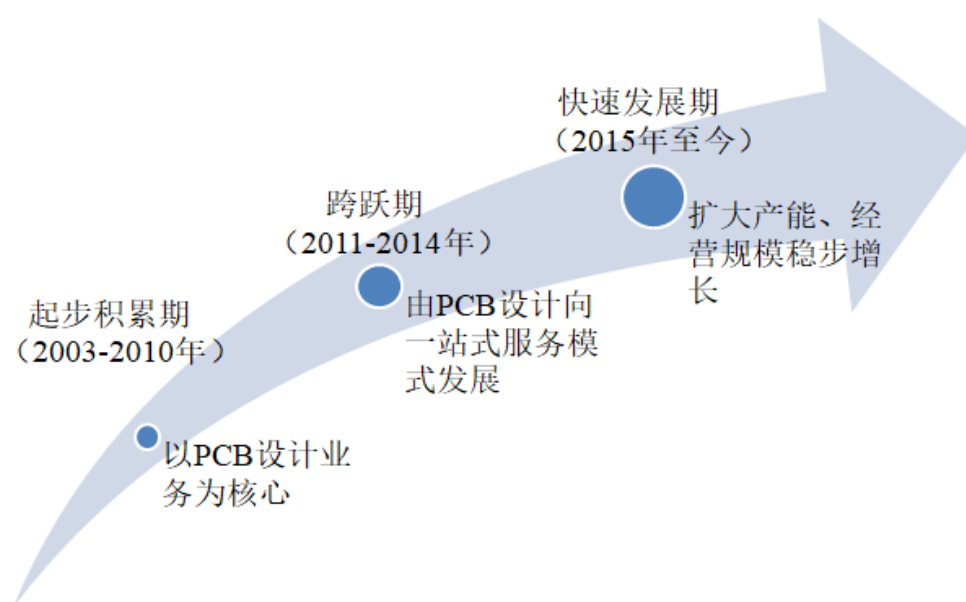 起步积累期
（2003-2010年）
以PCB设计业
务为核心
跨跃期
（2011-2014年）
由PCB设计向
一站式服务模
式发展
快速发展期
（2015年至今）
扩大产能、经
营规模稳步增
长